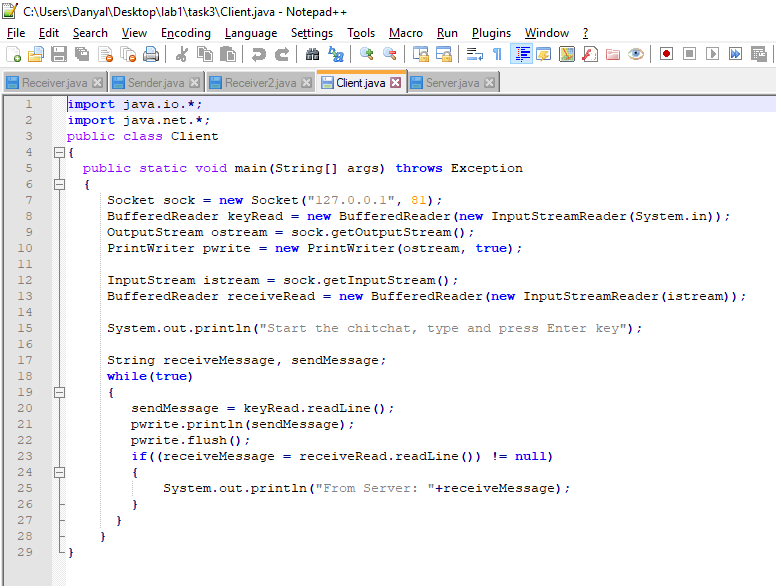 C:\Users\Danyal\Desktop\lab1\task3\Client.java - Notepad++
File Edit Search View Encoding Language Settings Tools Macro Run Plugins Window ?
Receiver.java Sender.java Receiver2.java Client.java Server.java
1 import java.io.*;
2 import java.net.*;
3 public class Client
4 {
5 public static void main(String[] args) throws Exception
6 {
7 Socket sock = new Socket("127.0.0.1", 81);
8 BufferedReader keyRead = new BufferedReader(new InputStreamReader(System.in));
9 OutputStream ostream = sock.getOutputStream();
10 PrintWriter pwrite = new PrintWriter(ostream, true);
11
12 InputStream istream = sock.getInputStream();
13 BufferedReader receiveRead = new BufferedReader(new InputStreamReader(istream));
14
15 System.out.println("Start the chitchat, type and press Enter key");
16
17 String receiveMessage, sendMessage;
18 while(true)
19 {
20 sendMessage = keyRead.readLine();
21 pwrite.println(sendMessage);
22 pwrite.flush();
23 if((receiveMessage = receiveRead.readLine()) != null)
24 {
25 System.out.println("From Server: "+receiveMessage);
26 }
27 }
28 }
29 }